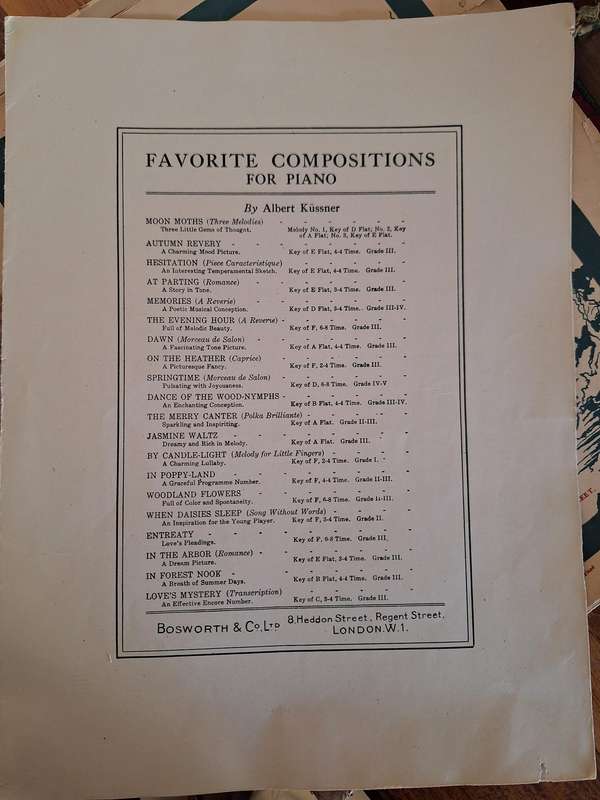 FAVORITE COMPOSITIONS
FOR PIANO
By Albert Küssner
MOON MOTHS (Three Melodies) - - - - - -
Three Little Gems of Thought. Melody No. 1, Key of D Flat; No. 2, Key
of A Flat; No. 3, Key of E Flat.
AUTUMN REVERY - - - - - - - -
A Charming Mood Picture. Key of E Flat, 4-4 Time. Grade III.
HESITATION (Piece Caracteristique) - - - - -
An Interesting Temperamental Sketch. Key of E Flat, 4-4 Time. Grade III.
AT PARTING (Romance) - - - - - - -
A Story in Tone. Key of E Flat, 3-4 Time. Grade III.
MEMORIES (A Reverie) - - - - - - -
A Poetic Musical Conception. Key of D Flat, 3-4 Time. Grade III-IV.
THE EVENING HOUR (A Reverie) - - - - - -
Full of Melodic Beauty. Key of F, 6-8 Time. Grade III.
DAWN (Morceau de Salon) - - - - - - -
A Fascinating Tone Picture. Key of A Flat, 4-4 Time. Grade III.
ON THE HEATHER (Caprice) - - - - - -
A Picturesque Fancy. Key of F, 2-4 Time. Grade III.
SPRINGTIME (Morceau de Salon) - - - - - -
Pulsating with Joyousness. Key of D, 6-8 Time. Grade IV-V
DANCE OF THE WOOD-NYMPHS - - - - - -
An Enchanting Conception. Key of B Flat, 4-4 Time. Grade III-IV.
THE MERRY CANTER (Polka Brilliante) - - - - -
Sparkling and Inspiriting. Key of A Flat. Grade II-III.
JASMINE WALTZ - - - - - - - -
Dreamy and Rich in Melody. Key of A Flat. Grade III.
BY CANDLE-LIGHT (Melody for Little Fingers) - - - -
A Charming Lullaby. Key of F, 2-4 Time. Grade I.
IN POPPY-LAND - - - - - - - -
A Graceful Programme Number. Key of F, 4-4 Time. Grade II-III.
WOODLAND FLOWERS - - - - - - -
Full of Color and Spontaneity. Key of F, 6-8 Time. Grade II-III.
WHEN DAISIES SLEEP (Song Without Words) - - - -
An Inspiration for the Young Player. Key of F, 3-4 Time. Grade II.
ENTREATY - - - - - - - - -
Love's Pleadings. Key of F, 6-8 Time. Grade III.
IN THE ARBOR (Romance) - - - - - - -
A Dream Picture. Key of E Flat, 3-4 Time. Grade III.
IN FOREST NOOK - - - - - - - -
A Breath of Summer Days. Key of B Flat, 4-4 Time. Grade III.
LOVE'S MYSTERY (Transcription) - - - - - -
An Effective Encore Number. Key of C, 3-4 Time. Grade III.
BOSWORTH & Co., LTD 8, Heddon Street, Regent Street,
LONDON. W.1.